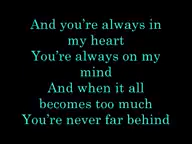 And you're always in
my heart
You're always on my
mind
And when it all
becomes too much
You're never far behind